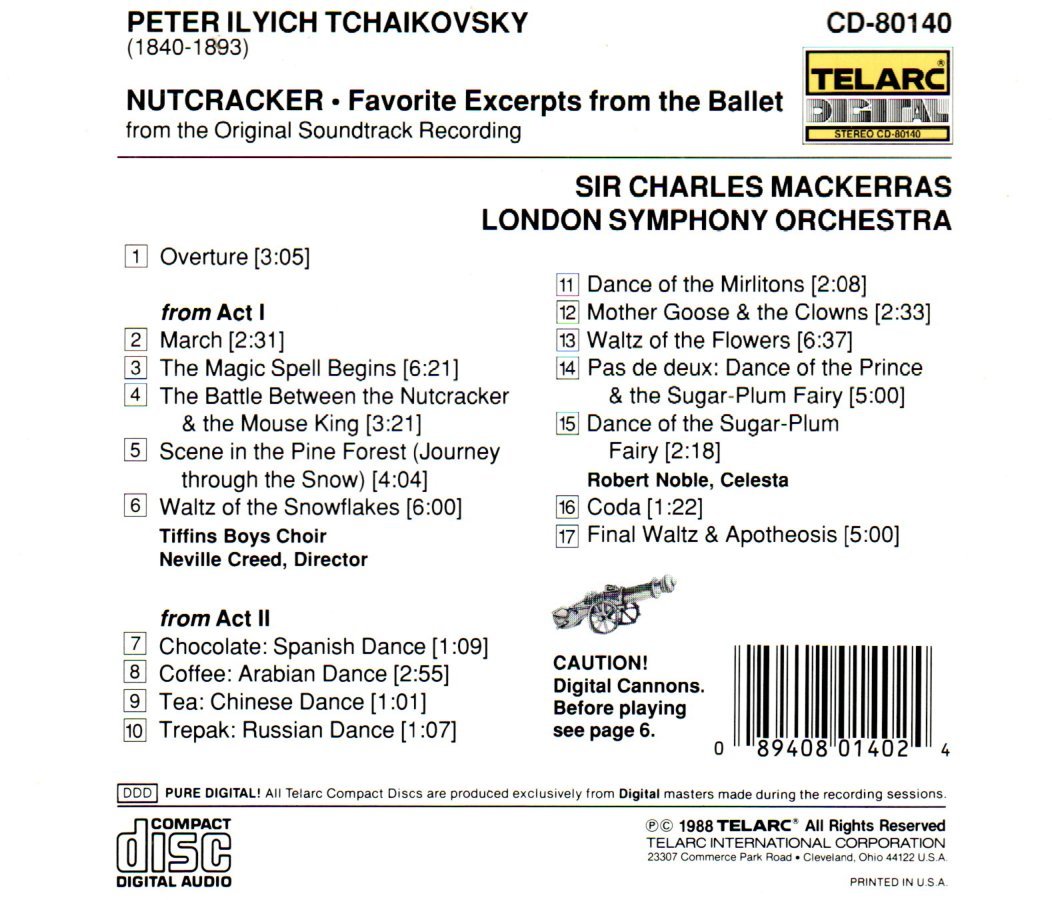 PETER ILYICH TCHAIKOVSKY
(1840-1893)
CD-80140
NUTCRACKER • Favorite Excerpts from the Ballet
from the Original Soundtrack Recording
TELARC®
DIGITAL
STEREO CD-80140
SIR CHARLES MACKERRAS
LONDON SYMPHONY ORCHESTRA
1 Overture [3:05]
from Act I
2 March [2:31]
3 The Magic Spell Begins [6:21]
4 The Battle Between the Nutcracker
& the Mouse King [3:21]
5 Scene in the Pine Forest (Journey
through the Snow) [4:04]
6 Waltz of the Snowflakes [6:00]
Tiffins Boys Choir
Neville Creed, Director
from Act II
7 Chocolate: Spanish Dance [1:09]
8 Coffee: Arabian Dance [2:55]
9 Tea: Chinese Dance [1:01]
10 Trepak: Russian Dance [1:07]
11 Dance of the Mirlitons [2:08]
12 Mother Goose & the Clowns [2:33]
13 Waltz of the Flowers [6:37]
14 Pas de deux: Dance of the Prince
& the Sugar-Plum Fairy [5:00]
15 Dance of the Sugar-Plum
Fairy [2:18]
Robert Noble, Celesta
16 Coda [1:22]
17 Final Waltz & Apotheosis [5:00]
CAUTION!
Digital Cannons.
Before playing
see page 6.
0 89408 01402 4
DDD PURE DIGITAL! All Telarc Compact Discs are produced exclusively from Digital masters made during the recording sessions.
COMPACT
disc
DIGITAL AUDIO
℗© 1988 TELARC® All Rights Reserved
TELARC INTERNATIONAL CORPORATION
23307 Commerce Park Road • Cleveland, Ohio 44122 U.S.A.
PRINTED IN U.S.A.